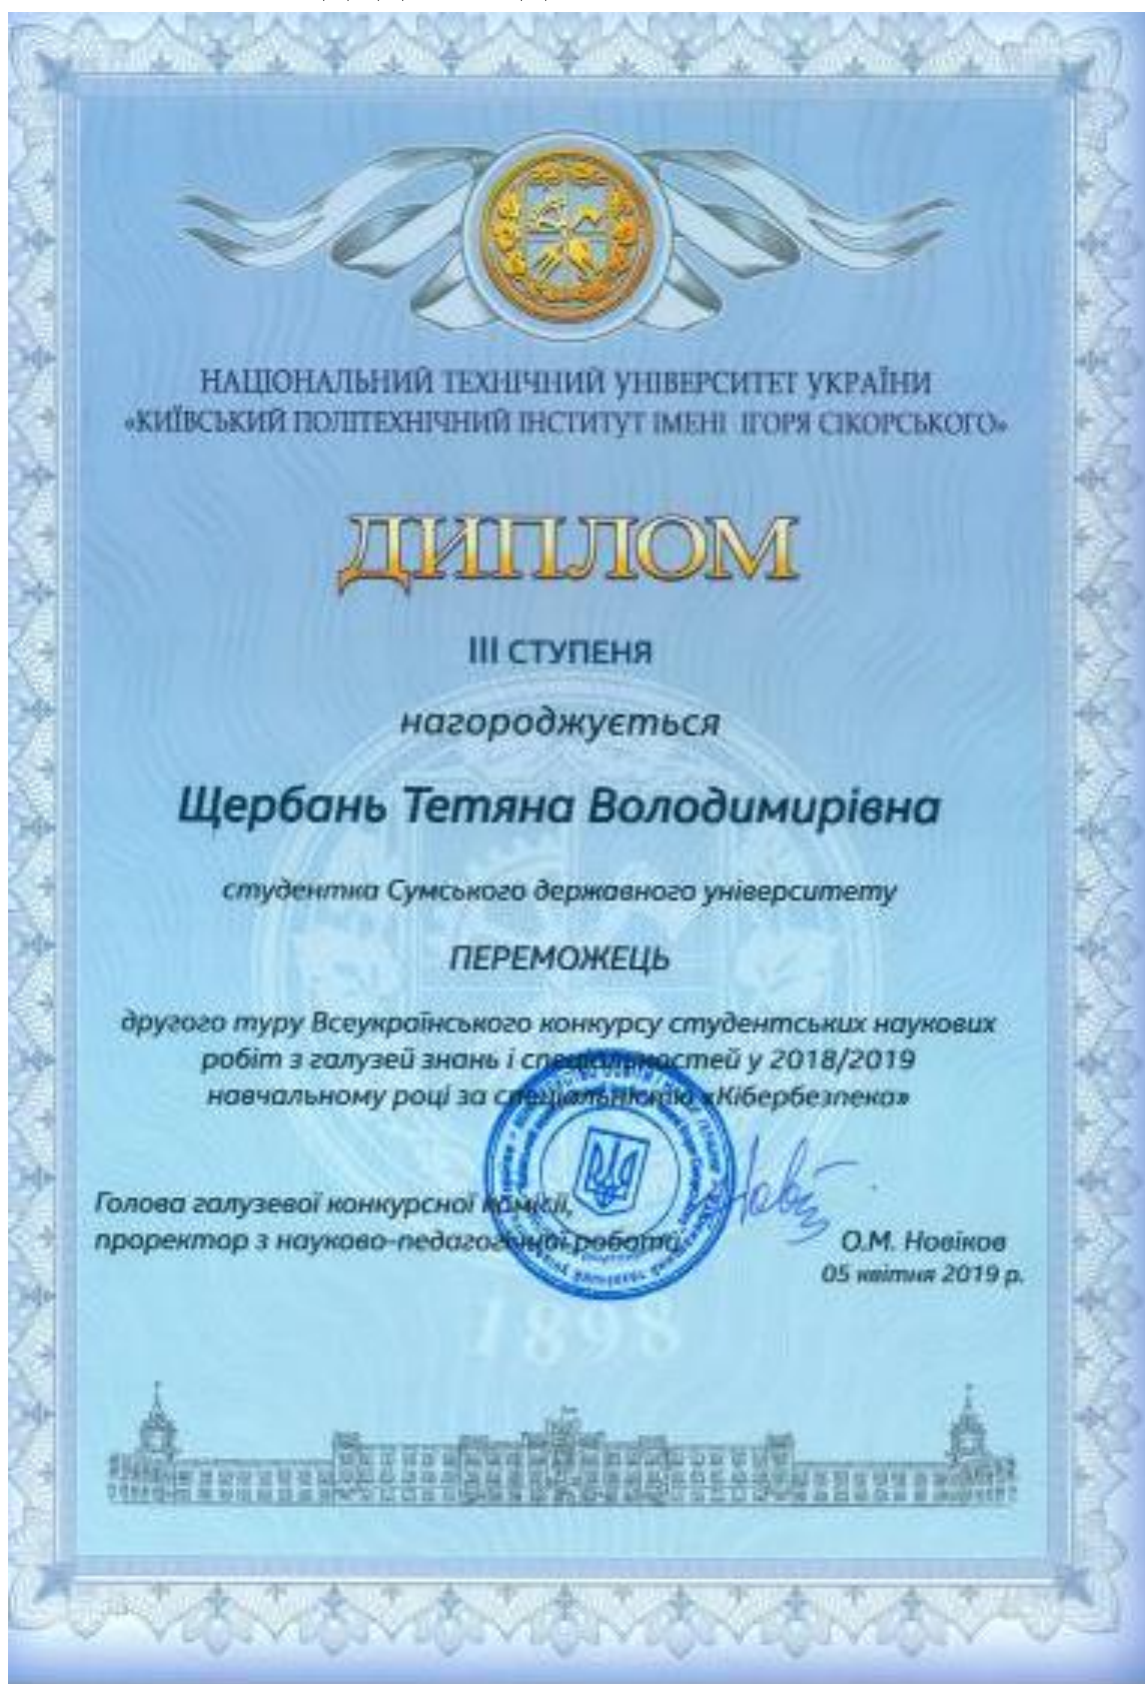 НАЦІОНАЛЬНИЙ ТЕХНІЧНИЙ УНІВЕРСИТЕТ УКРАЇНИ
«КИЇВСЬКИЙ ПОЛІТЕХНІЧНИЙ ІНСТИТУТ ІМЕНІ ІГОРЯ СІКОРСЬКОГО»
ДИПЛОМ
III СТУПЕНЯ
нагороджується
Щербань Тетяна Володимирівна
студентка Сумського державного університету
ПЕРЕМОЖЕЦЬ
другого туру Всеукраїнського конкурсу студентських наукових
робіт з галузей знань і спеціальностей у 2018/2019
навчальному році за спеціальністю «Кібербезпека»
Голова галузевої конкурсної комісії,
проректор з науково-педагогічної роботи
О.М. Новіков
05 квітня 2019 р.
1898